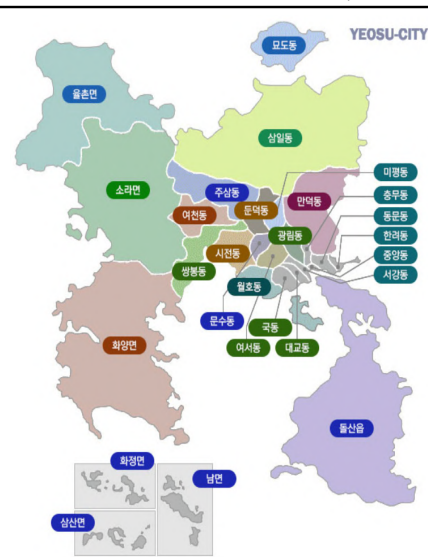 YEOSU-CITY
묘도동
율촌면
삼일동
소라면
주삼동
미평동
둔덕동
만덕동
충무동
여천동
동문동
광림동
한려동
시전동
중앙동
쌍봉동
서강동
월호동
문수동
국동
여서동
대교동
화양면
돌산읍
화정면
남면
삼산면